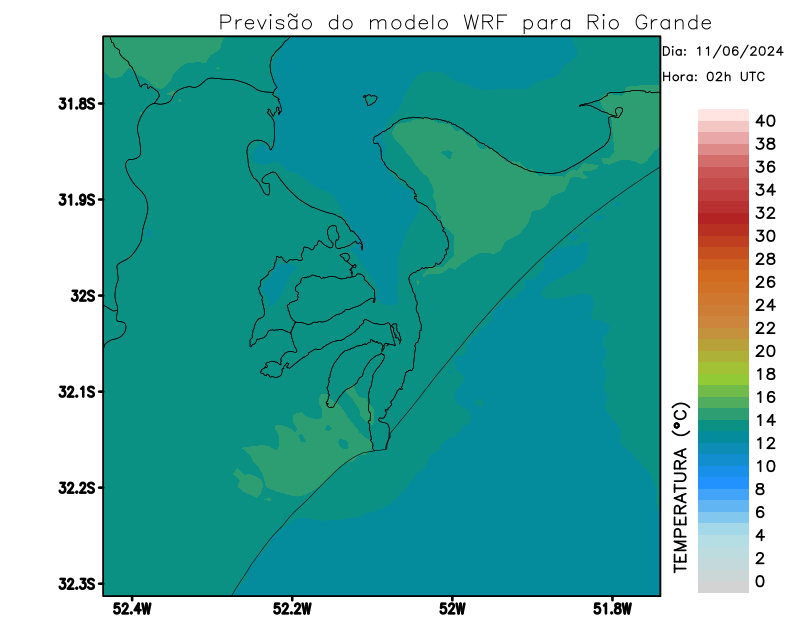 Previsão do modelo WRF para Rio Grande
Dia: 11/06/2024
Hora: 02h UTC
31.8S
31.9S
32S
32.1S
32.2S
32.3S
52.4W
52.2W
52W
51.8W
TEMPERATURA (°C)
40
38
36
34
32
30
28
26
24
22
20
18
16
14
12
10
8
6
4
2
0